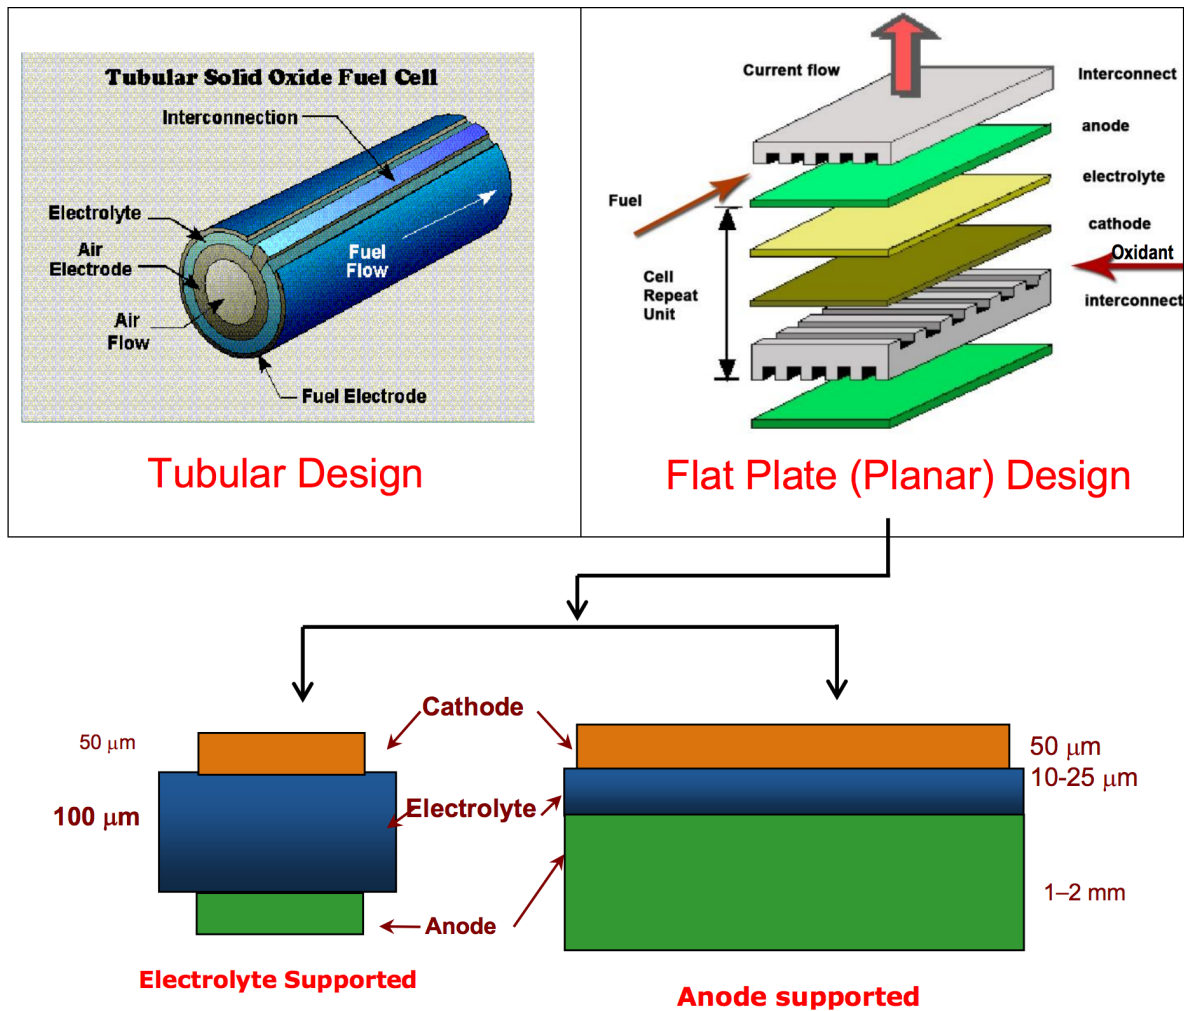 Tubular Solid Oxide Fuel Cell
Interconnection
Electrolyte
Air
Electrode
Air
Flow
Fuel
Flow
Fuel Electrode
Tubular Design
Current flow
Interconnect
anode
electrolyte
cathode
Oxidant
interconnect
Fuel
Cell
Repeat
Unit
Flat Plate (Planar) Design
50 μm
100 μm
Cathode
Electrolyte
Anode
50 μm
10-25 μm
1–2 mm
Electrolyte Supported
Anode supported